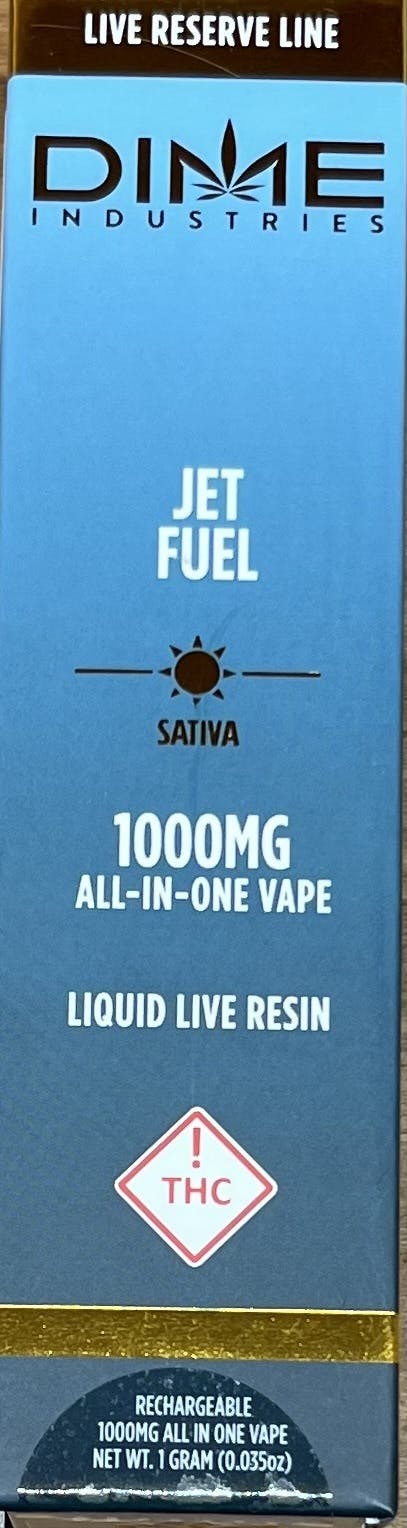 LIVE RESERVE LINE
DIME
INDUSTRIES
JET
FUEL
SATIVA
1000MG
ALL-IN-ONE VAPE
LIQUID LIVE RESIN
!
THC
RECHARGEABLE
1000MG ALL IN ONE VAPE
NET WT. 1 GRAM (0.035oz)